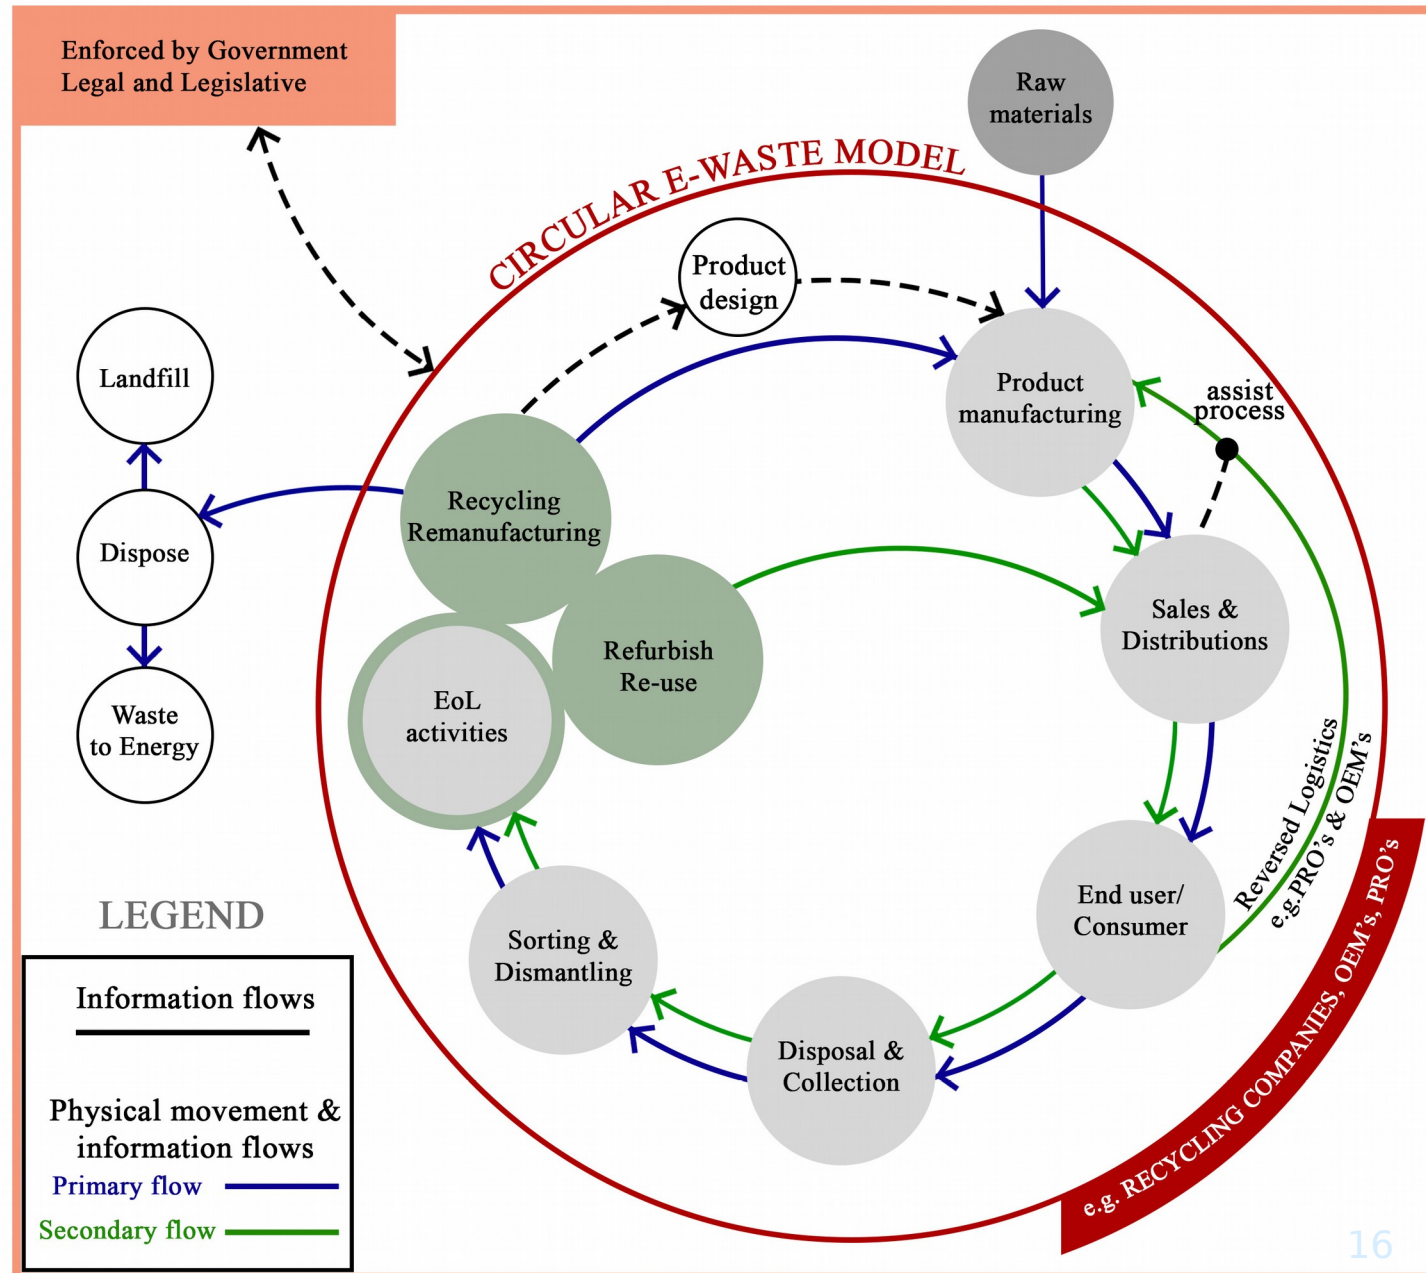 Enforced by Government
Legal and Legislative
Raw
materials
CIRCULAR E-WASTE MODEL
Product
design
Landfill
Product
manufacturing
assist
process
Recycling
Remanufacturing
Dispose
Sales &
Distributions
Refurbish
Re-use
EoL
activities
Waste
to Energy
Reversed Logistics
e.g.PRO's & OEM's
End user/
Consumer
Sorting &
Dismantling
Disposal &
Collection
e.g. RECYCLING COMPANIES, OEM's, PRO's
LEGEND
Information flows
Physical movement &
information flows
Primary flow
Secondary flow
16